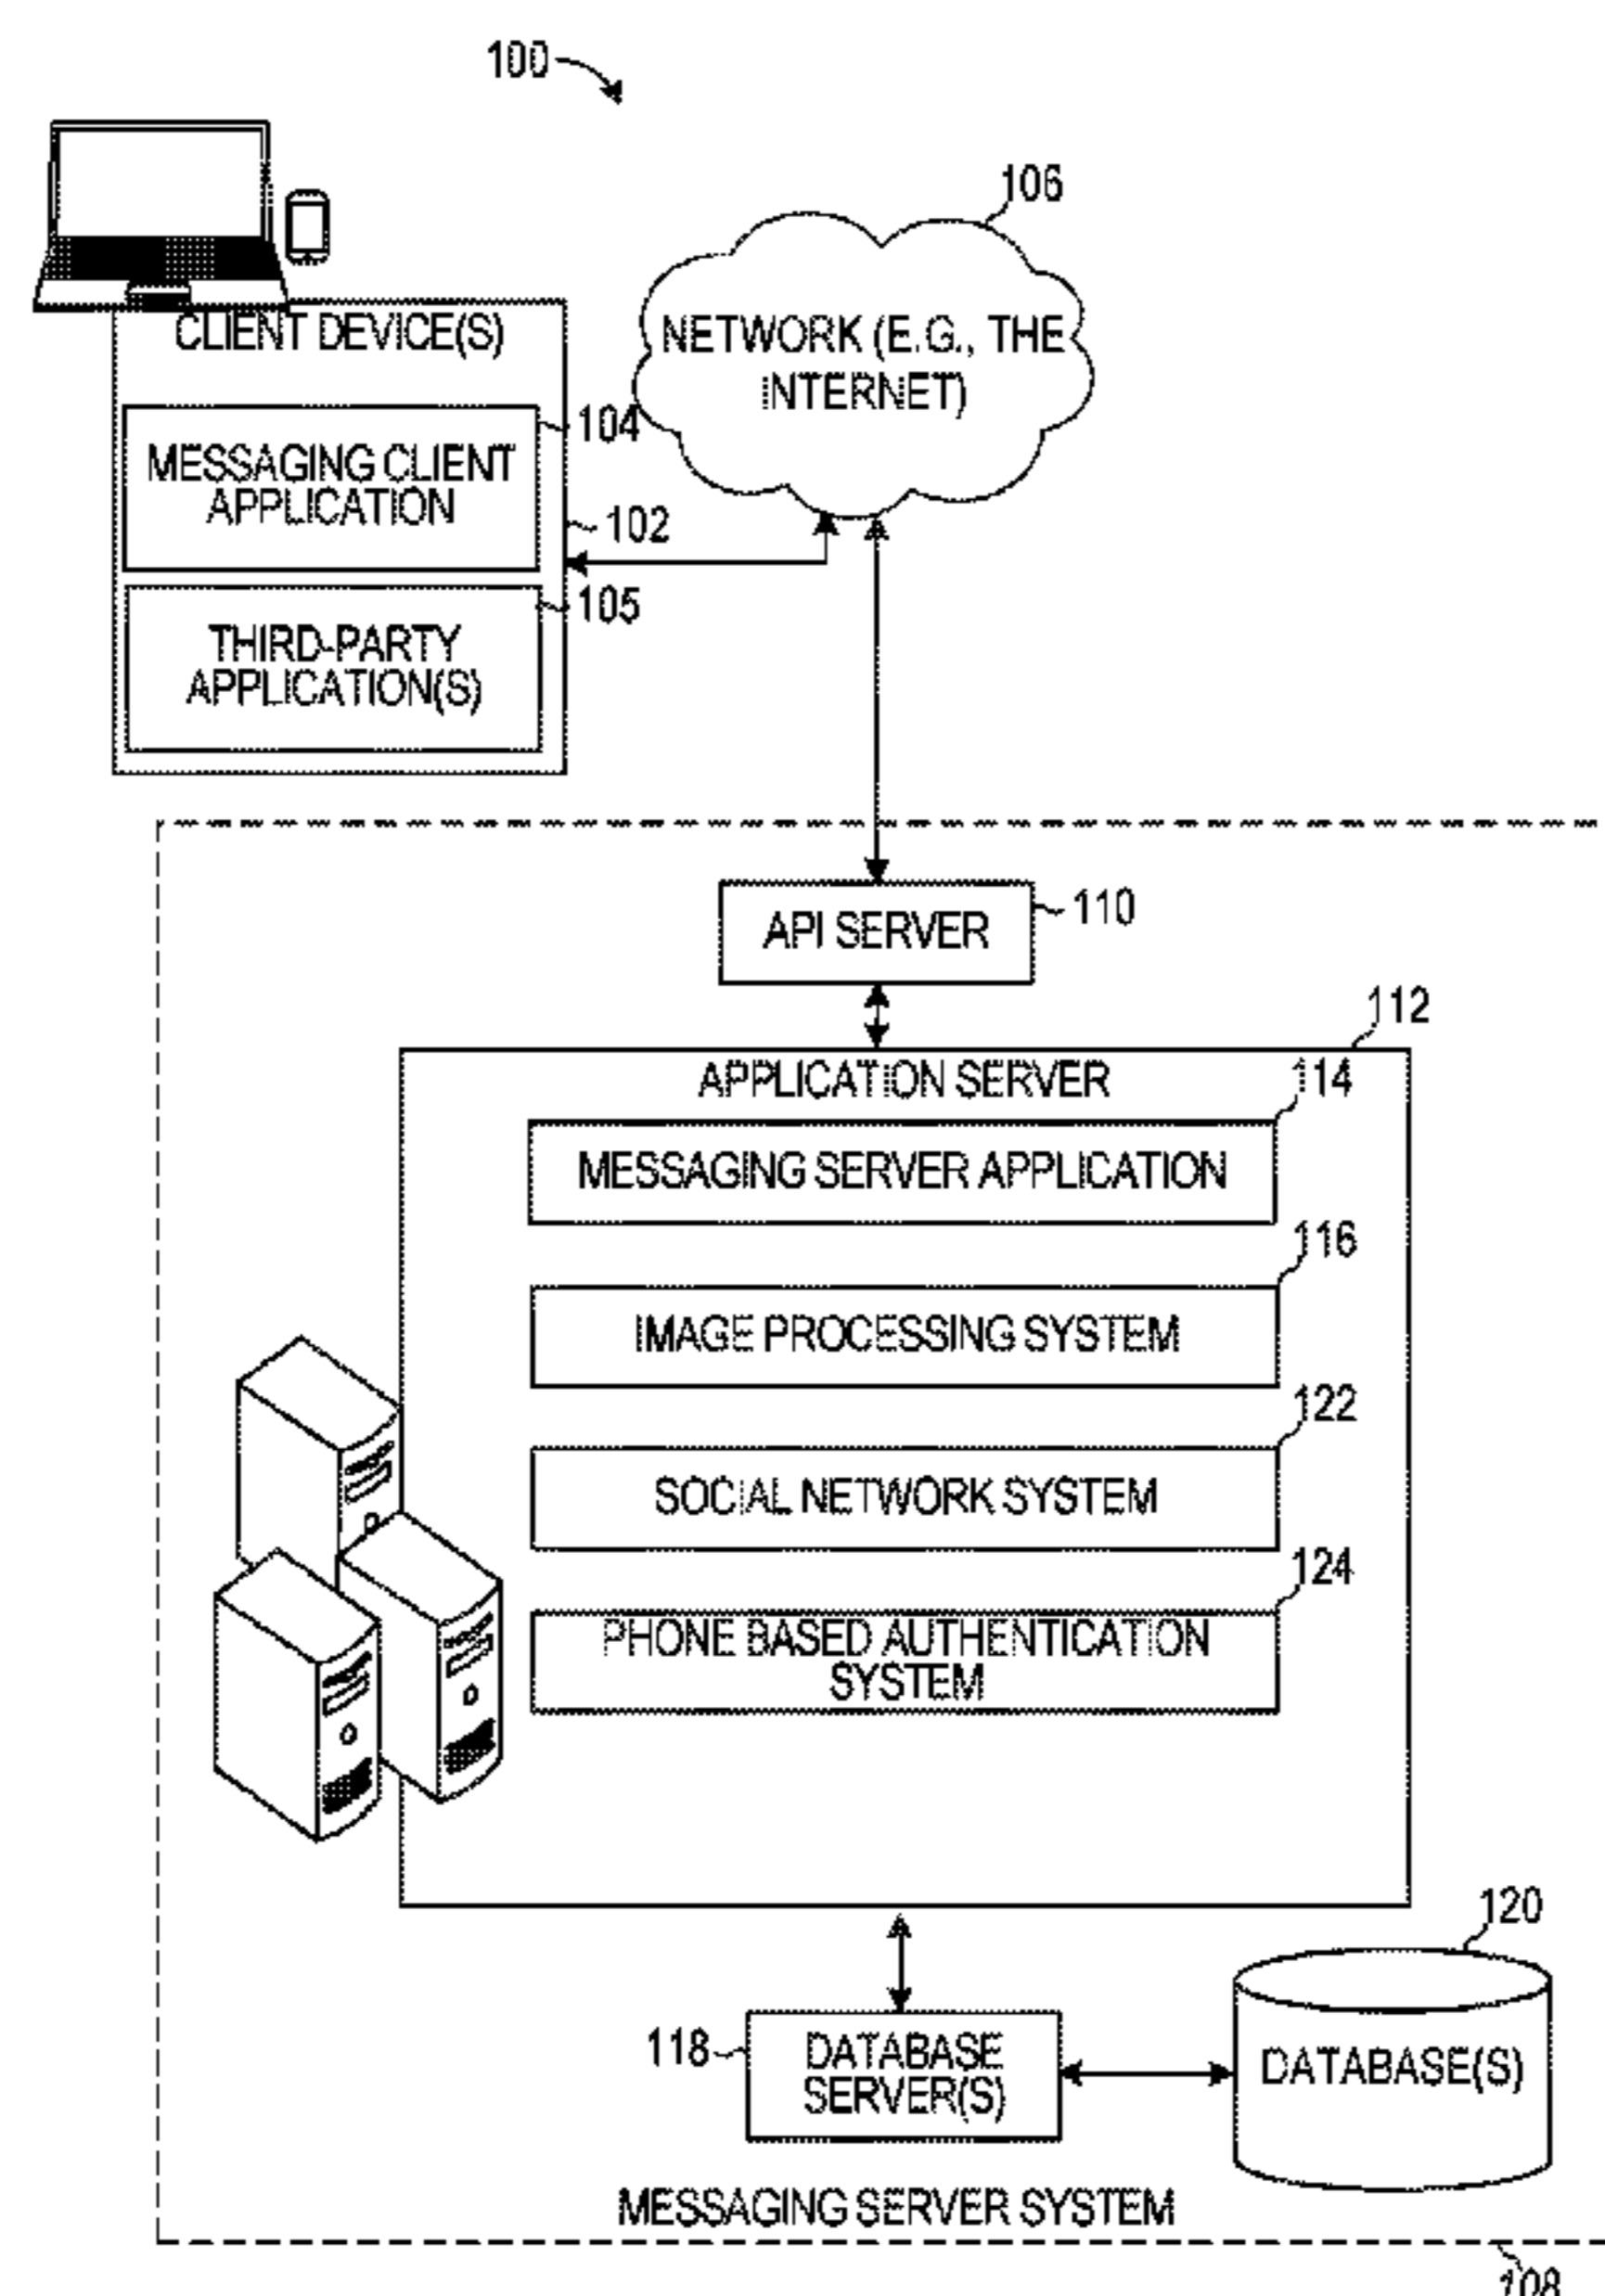 100
106
NETWORK (E.G., THE
INTERNET)
CLIENT DEVICE(S)
104
MESSAGING CLIENT
APPLICATION
102
105
THIRD-PARTY
APPLICATION(S)
API SERVER
110
112
APPLICATION SERVER
114
MESSAGING SERVER APPLICATION
116
IMAGE PROCESSING SYSTEM
122
SOCIAL NETWORK SYSTEM
124
PHONE BASED AUTHENTICATION
SYSTEM
120
118
DATABASE
SERVER(S)
DATABASE(S)
MESSAGING SERVER SYSTEM
108